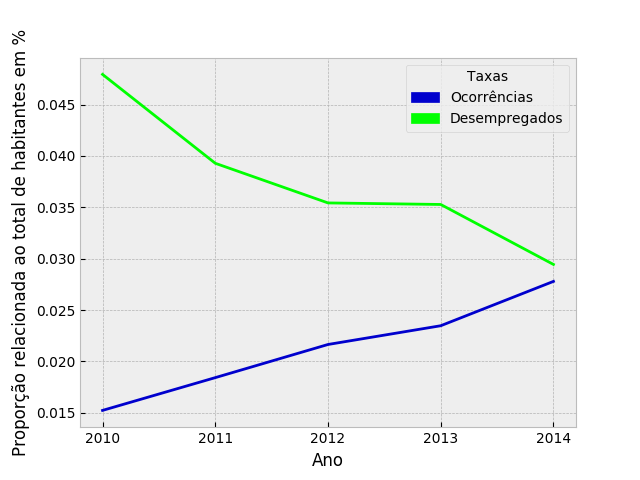 Proporção relacionada ao total de habitantes em %
0.045
0.040
0.035
0.030
0.025
0.020
0.015
Taxas
Ocorrências
Desempregados
2010 2011 2012 2013 2014
Ano